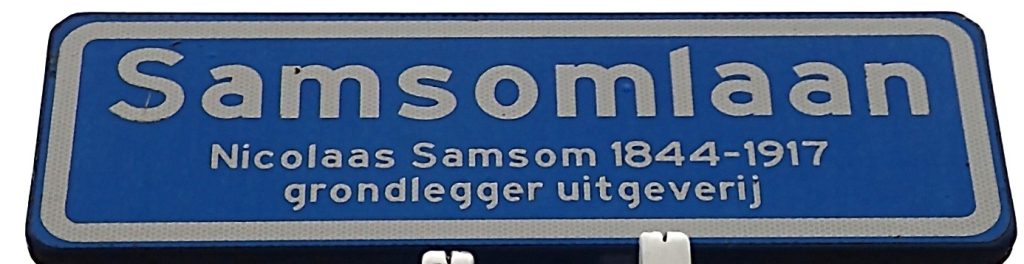 Samsomlaan
Nicolaas Samsom 1844-1917
grondlegger uitgeverij